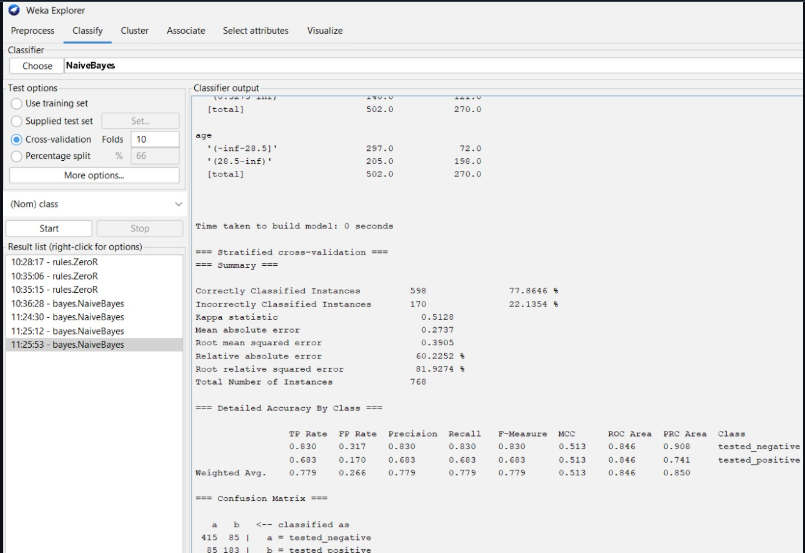 Weka Explorer
Preprocess Classify Cluster Associate Select attributes Visualize
Classifier
Choose NaiveBayes
Test options
Use training set
Supplied test set Set...
Cross-validation Folds 10
Percentage split % 66
More options...
(Nom) class
Start Stop
Result list (right-click for options)
10:28:17 - rules.ZeroR
10:35:06 - rules.ZeroR
10:35:15 - rules.ZeroR
10:36:28 - bayes.NaiveBayes
11:24:30 - bayes.NaiveBayes
11:25:12 - bayes.NaiveBayes
11:25:53 - bayes.NaiveBayes
Classifier output
[total] 502.0 270.0
age
'(-inf-28.5]' 297.0 72.0
'(28.5-inf)' 205.0 198.0
[total] 502.0 270.0
Time taken to build model: 0 seconds
=== Stratified cross-validation ===
=== Summary ===
Correctly Classified Instances 598 77.8646 %
Incorrectly Classified Instances 170 22.1354 %
Kappa statistic 0.5128
Mean absolute error 0.2737
Root mean squared error 0.3905
Relative absolute error 60.2252 %
Root relative squared error 81.9274 %
Total Number of Instances 768
=== Detailed Accuracy By Class ===
TP Rate FP Rate Precision Recall F-Measure MCC ROC Area PRC Area Class
0.830 0.317 0.830 0.830 0.830 0.513 0.846 0.908 tested_negative
0.683 0.170 0.683 0.683 0.683 0.513 0.846 0.741 tested_positive
Weighted Avg. 0.779 0.266 0.779 0.779 0.779 0.513 0.846 0.850
=== Confusion Matrix ===
a b <-- classified as
415 85 | a = tested_negative
85 183 | b = tested_positive